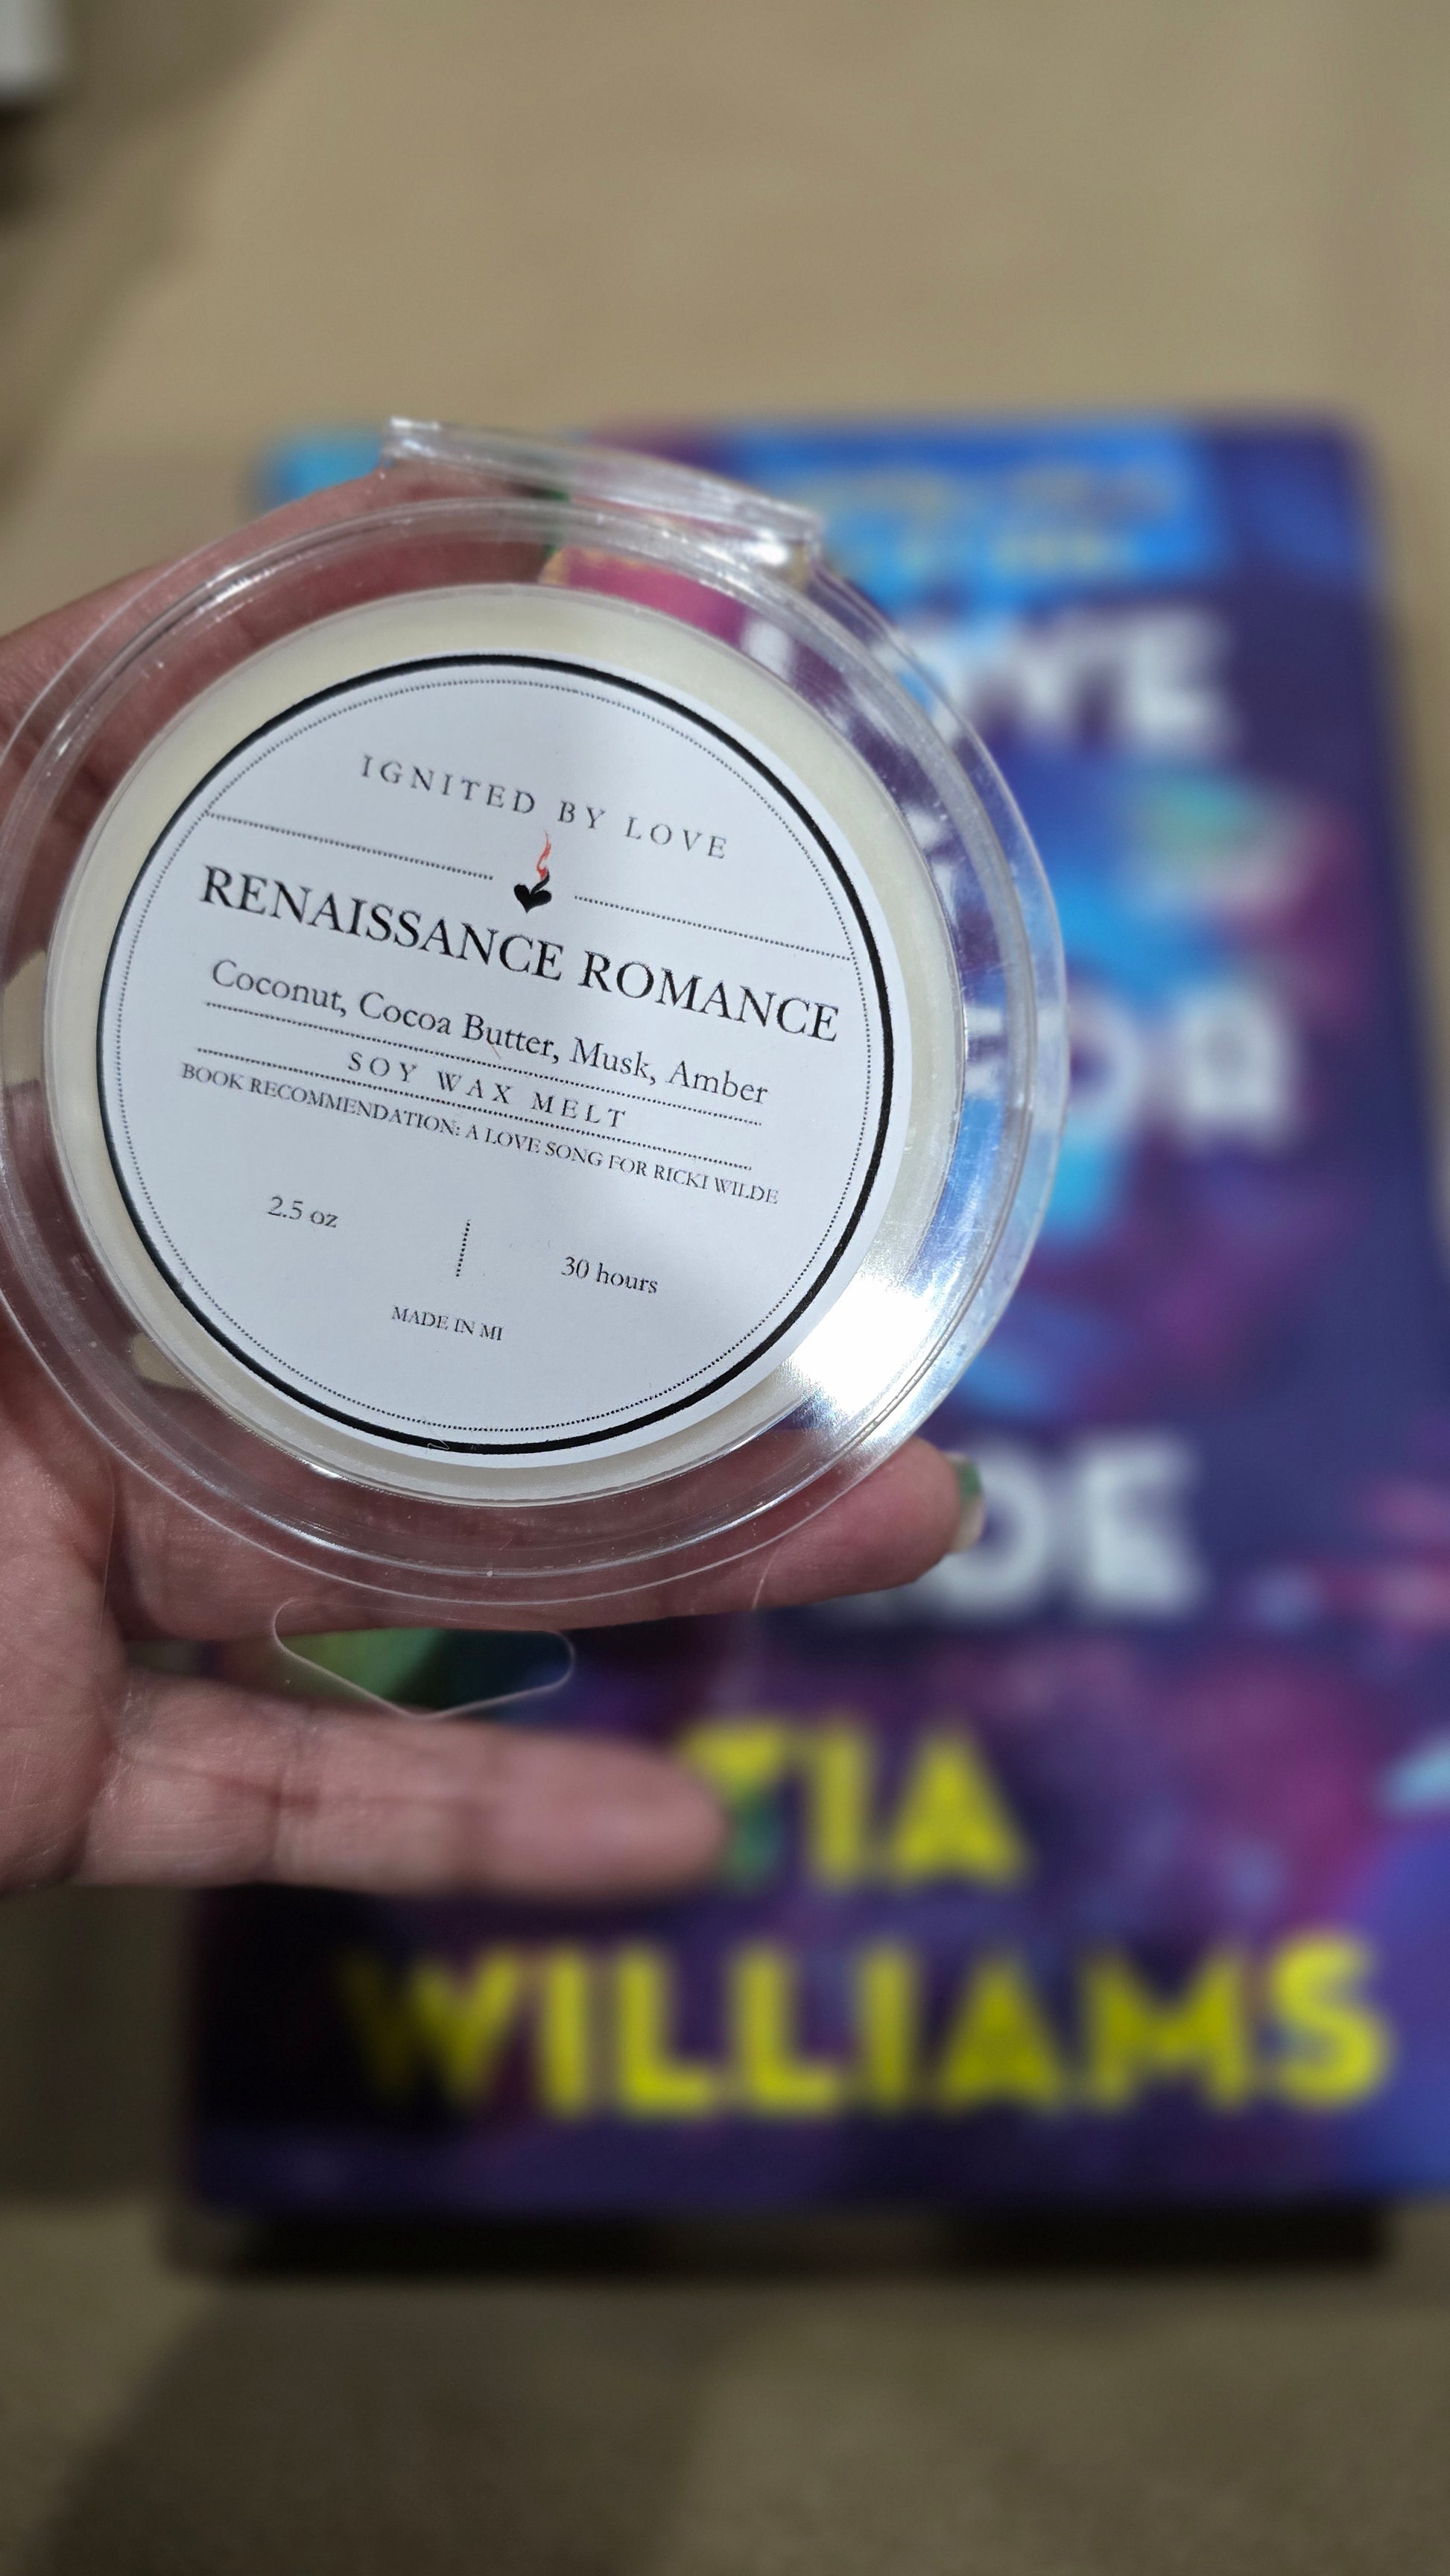 IGNITED BY LOVE
RENAISSANCE ROMANCE
Coconut, Cocoa Butter, Musk, Amber
SOY WAX MELT
BOOK RECOMMENDATION: A LOVE SONG FOR RICKI WILDE
2.5 oz
30 hours
MADE IN MI
TIA
WILLIAMS